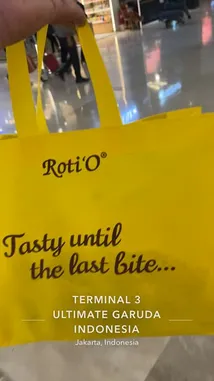 Roti'O®
Tasty until
the last bite...
TERMINAL 3
ULTIMATE GARUDA
INDONESIA
Jakarta, Indonesia